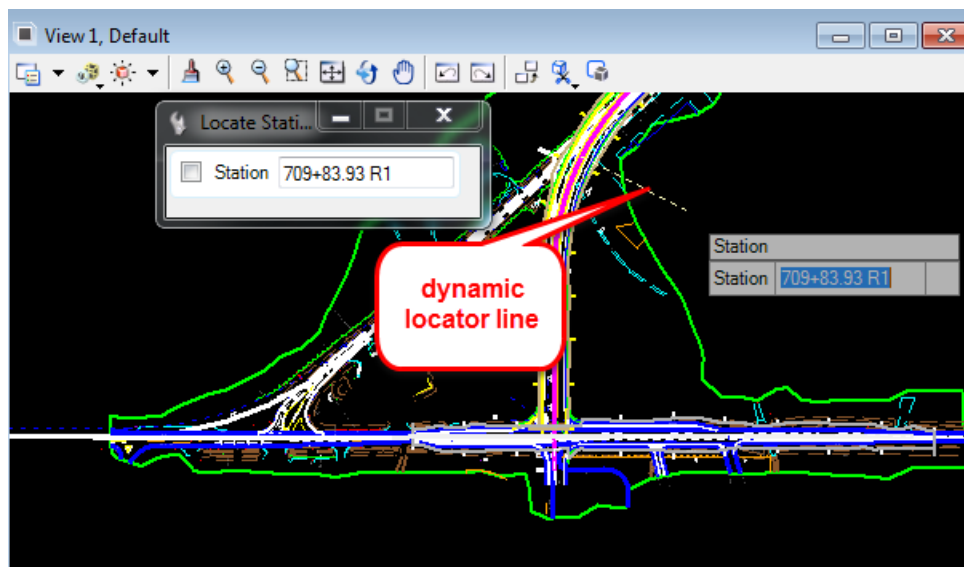 View 1, Default
Locate Stati...
Station 709+83.93 R1
dynamic
locator line
Station
Station 709+83.93 R1